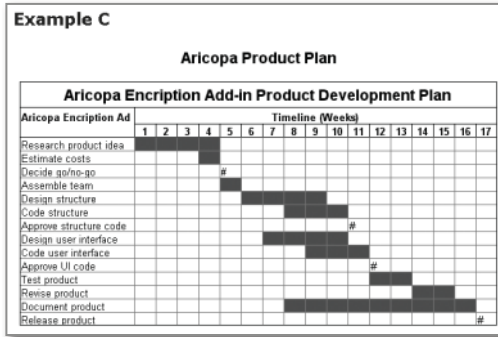 Example C
Aricopa Product Plan
Aricopa Encription Add-in Product Development Plan
Aricopa Encription Ad Timeline (Weeks)
1 2 3 4 5 6 7 8 9 10 11 12 13 14 15 16 17
Research product idea
Estimate costs
Decide go/no-go #
Assemble team
Design structure
Code structure
Approve structure code #
Design user interface
Code user interface
Approve UI code #
Test product
Revise product
Document product
Release product #